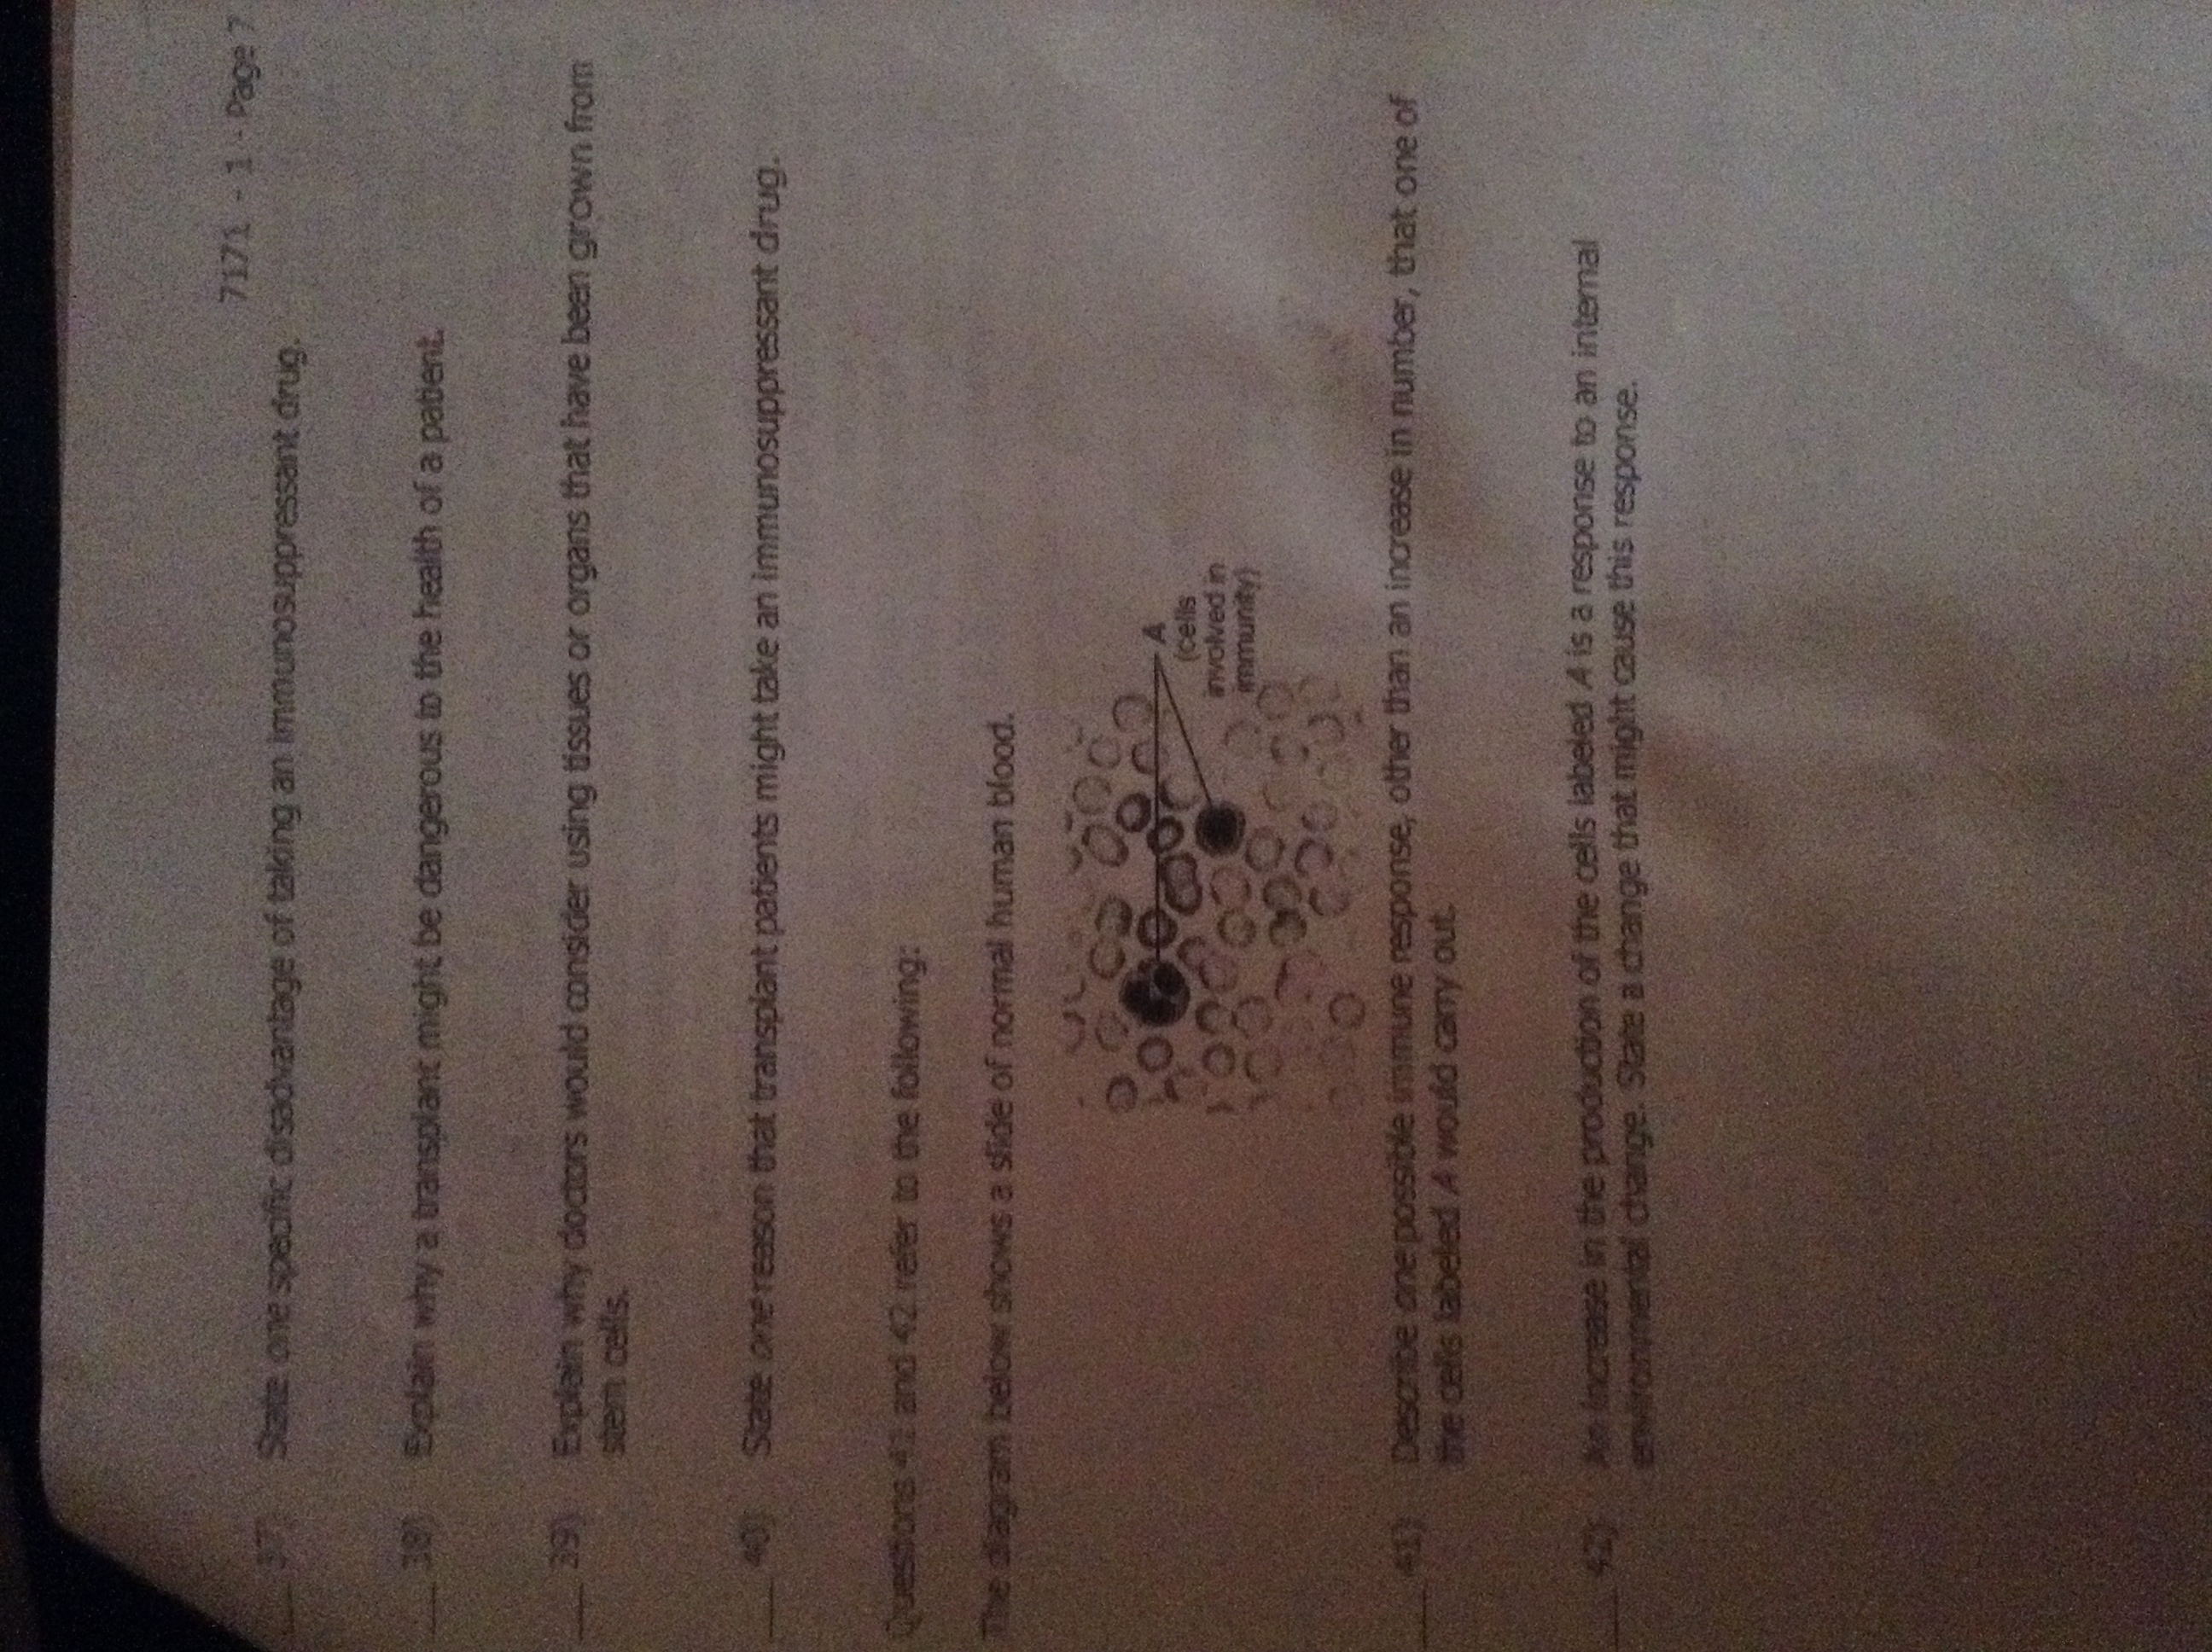 7171 - 1 - Page 7
___ 37) State one specific disadvantage of taking an immunosuppressant drug.
___ 38) Explain why a transplant might be dangerous to the health of a patient.
___ 39) Explain why doctors would consider using tissues or organs that have been grown from
stem cells.
___ 40) State one reason that transplant patients might take an immunosuppressant drug.
Questions 41 and 42 refer to the following:
The diagram below shows a slide of normal human blood.
A
(cells
involved in
immunity)
___ 41) Describe one possible immune response, other than an increase in number, that one of
the cells labeled A would carry out.
___ 42) An increase in the production of the cells labeled A is a response to an internal
environmental change. State a change that might cause this response.